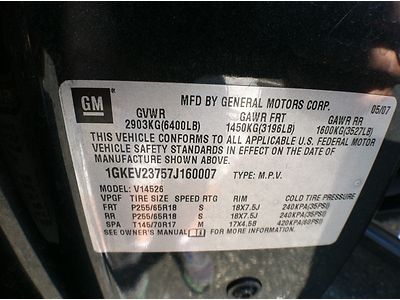 GM
MFD BY GENERAL MOTORS CORP. 05/07
GVWR GAWR FRT GAWR RR
2903KG(6400LB) 1450KG(3196LB) 1600KG(3527LB)
THIS VEHICLE CONFORMS TO ALL APPLICABLE U.S. FEDERAL MOTOR
VEHICLE SAFETY STANDARDS IN EFFECT ON THE DATE OF
MANUFACTURE SHOWN ABOVE.
1GKEV23757J160007 TYPE: M.P.V.
MODEL: V14526
VPGF TIRE SIZE SPEED RTG RIM COLD TIRE PRESSURE
FRT P255/65R18 S 18X7.5J 240KPA(35PSI)
RR P255/65R18 S 18X7.5J 240KPA(35PSI)
SPA T145/70R17 M 17X4.5B 420KPA(60PSI)
SEE OWNER'S MANUAL FOR MORE INFORMATION